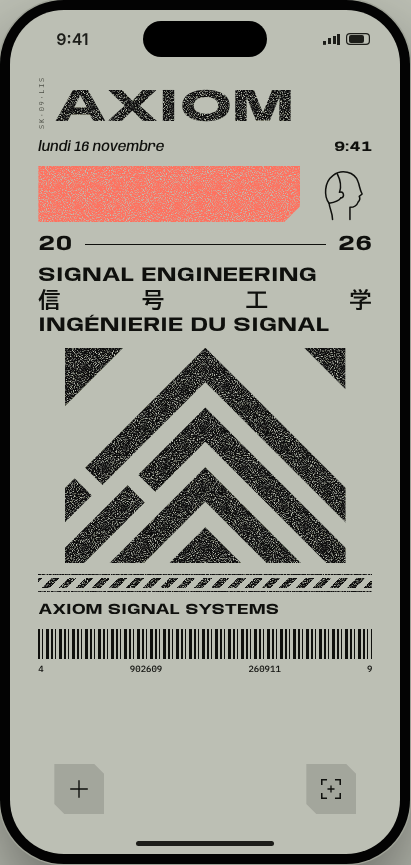 9:41
SK-09-LIS
AXIOM
lundi 16 novembre 9:41
20 26
SIGNAL ENGINEERING
信号工学
INGÉNIERIE DU SIGNAL
AXIOM SIGNAL SYSTEMS
4 902609 260911 9